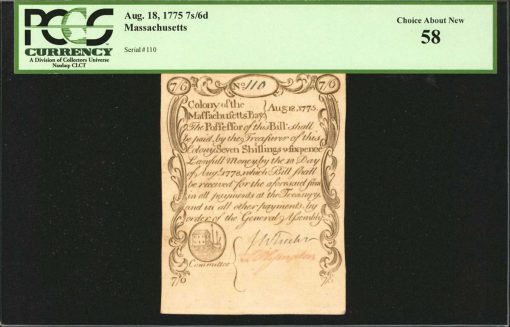 PCGS
CURRENCY
A Division of Collectors Universe
Nasdaq CLCT
Aug. 18, 1775 7s/6d
Massachusetts
Serial# 110
Choice About New
58
7/6 No 110 7/6
Colony of the
Massachusetts Bay } Aug 18, 1775.
The Possessor of this Bill shall
be paid, by the Treasurer of this
Colony, Seven Shillings & sixpence
Lawfull Money, by the 18 Day
of Augt 1778, which Bill shall
be received for the aforesaid sum
in all payments at the Treasury,
and in all other payments by
order of the General Assembly
Committee {
7/6 7/6